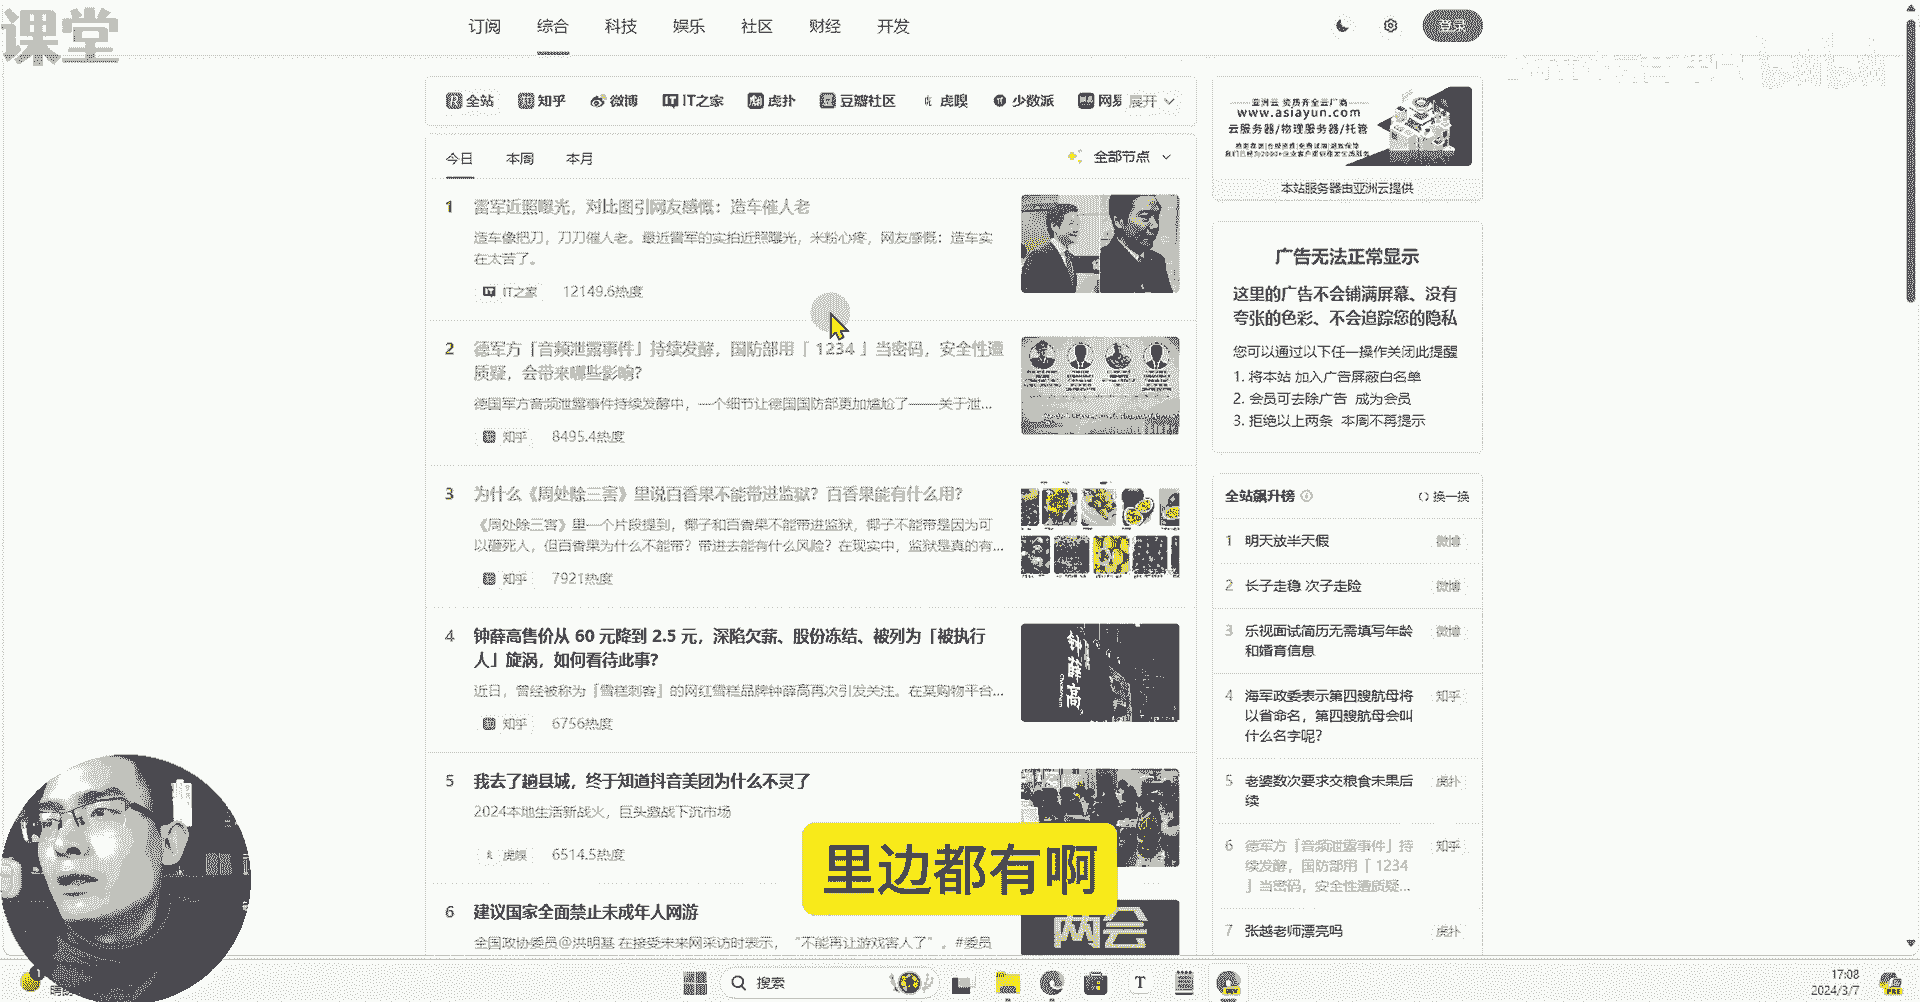 课堂
订阅 综合 科技 娱乐 社区 财经 开发
登录
全站 知乎 微博 IT之家 虎扑 豆瓣社区 虎嗅 少数派 网易 展开
今日 本周 本月
全部节点
1 雷军近照曝光，对比图引网友感慨：造车催人老
造车像把刀，刀刀催人老。最近雷军的实拍近照曝光，米粉心疼，网友感慨：造车实
在太苦了。
IT之家 12149.6热度
2 德军方「音频泄露事件」持续发酵，国防部用「 1234 」当密码，安全性遭
质疑，会带来哪些影响？
德国军方音频泄露事件持续发酵中，一个细节让德国国防部更加尴尬了——关于泄...
知乎 8495.4热度
3 为什么《周处除三害》里说百香果不能带进监狱？百香果能有什么用？
《周处除三害》里一个片段提到，椰子和百香果不能带进监狱，椰子不能带是因为可
以砸死人，但百香果为什么不能带？带进去能有什么风险？在现实中，监狱是真的有...
知乎 7921热度
4 钟薛高售价从 60 元降到 2.5 元，深陷欠薪、股份冻结、被列为「被执行
人」旋涡，如何看待此事？
近日，曾经被称为「雪糕刺客」的网红雪糕品牌钟薛高再次引发关注。在某购物平台...
知乎 6756热度
钟薛高
5 我去了趟县城，终于知道抖音美团为什么不灵了
2024本地生活新战火，巨头激战下沉市场
虎嗅 6514.5热度
6 建议国家全面禁止未成年人网游
全国政协委员@洪明基 在接受未来网采访时表示，“不能再让游戏害人了”。#委员
两会
里边都有啊
亚洲云 资质齐全云厂商
www.asiayun.com
云服务器/物理服务器/托管
本站服务器由亚洲云提供
广告无法正常显示
这里的广告不会铺满屏幕、没有
夸张的色彩、不会追踪您的隐私
您可以通过以下任一操作关闭此提醒
1. 将本站 加入广告屏蔽白名单
2. 会员可去除广告 成为会员
3. 拒绝以上两条 本周不再提示
全站飙升榜 换一换
1 明天放半天假 微博
2 长子走稳 次子走险 微博
3 乐视面试简历无需填写年龄 微博
和婚育信息
4 海军政委表示第四艘航母将 知乎
以省命名，第四艘航母会叫
什么名字呢？
5 老婆数次要求交粮食未果后 虎扑
续
6 德军方「音频泄露事件」持 知乎
续发酵，国防部用「 1234
」当密码，安全性遭质疑...
7 张越老师漂亮吗 虎扑
搜索
17:08
2024/3/7